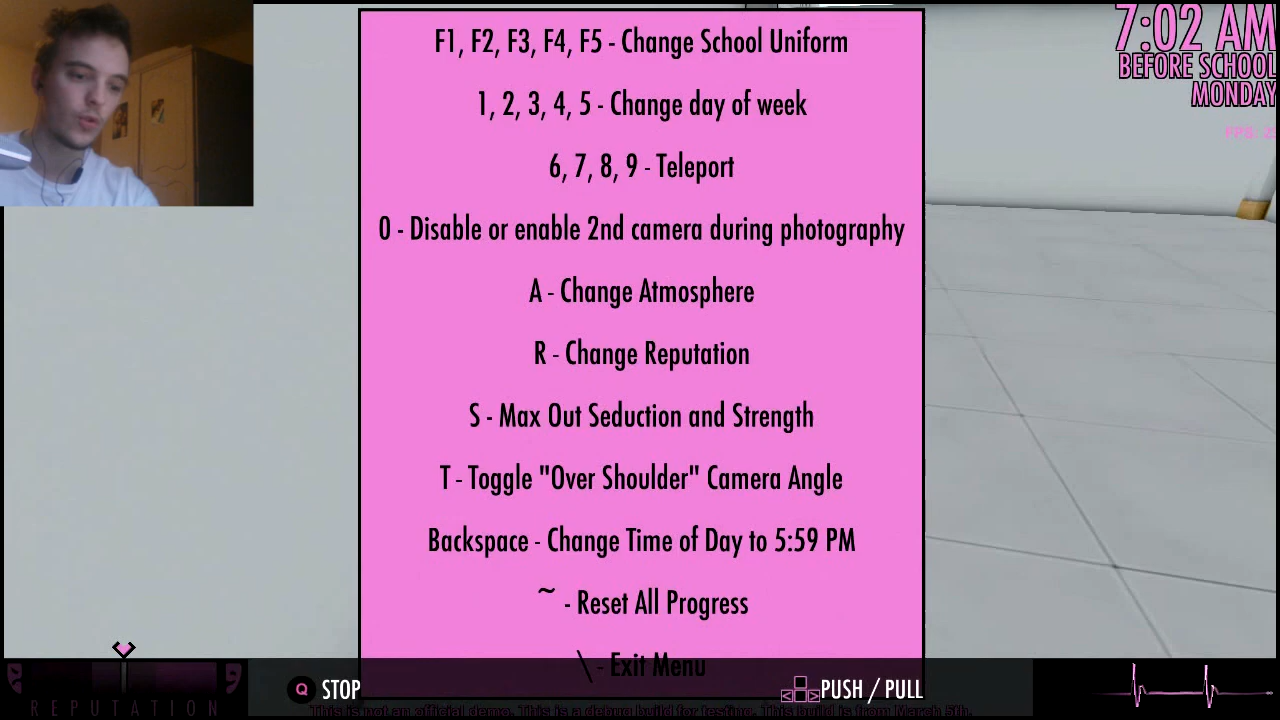 7:02 AM
BEFORE SCHOOL
MONDAY
F1, F2, F3, F4, F5 - Change School Uniform
1, 2, 3, 4, 5 - Change day of week
6, 7, 8, 9 - Teleport
0 - Disable or enable 2nd camera during photography
A - Change Atmosphere
R - Change Reputation
S - Max Out Seduction and Strength
T - Toggle "Over Shoulder" Camera Angle
Backspace - Change Time of Day to 5:59 PM
~ - Reset All Progress
\ - Exit Menu
REPUTATION
Q STOP
PUSH / PULL
This is not an official demo. This is a debug build for testing. This build is from March 5th.
FPS: 2